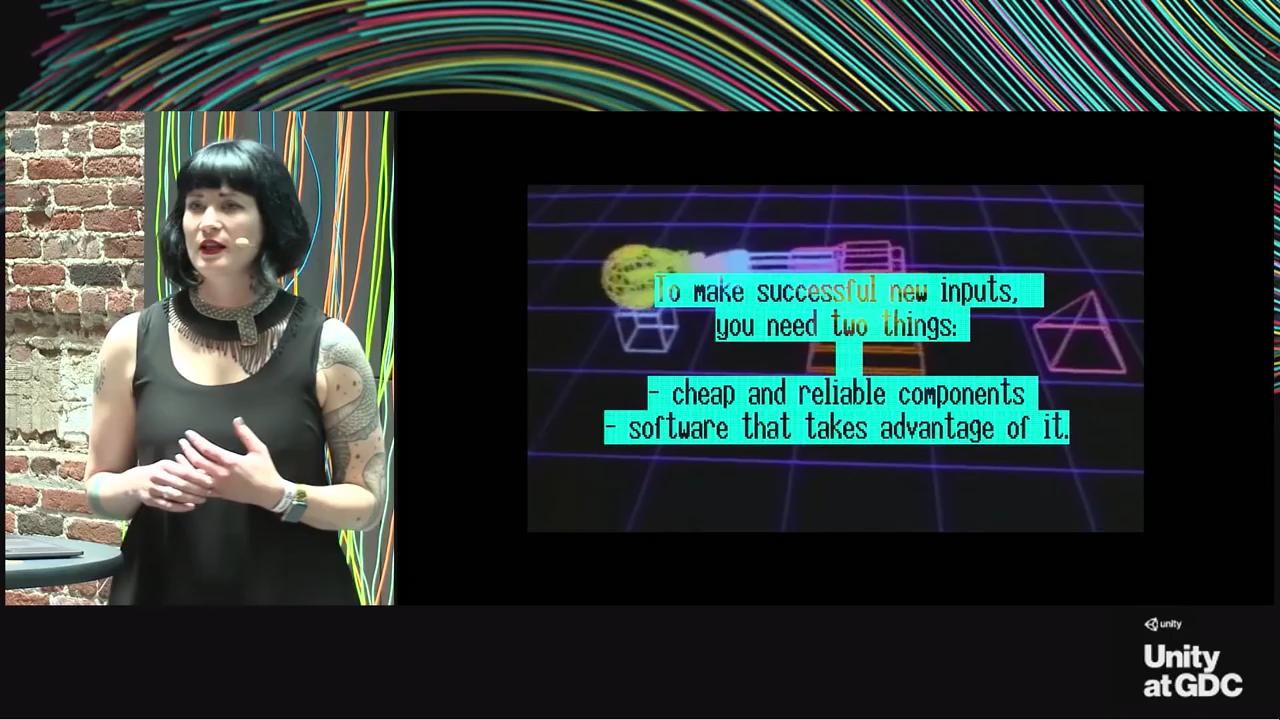 To make successful new inputs,
you need two things:
- cheap and reliable components
- software that takes advantage of it.
unity
Unity
at GDC